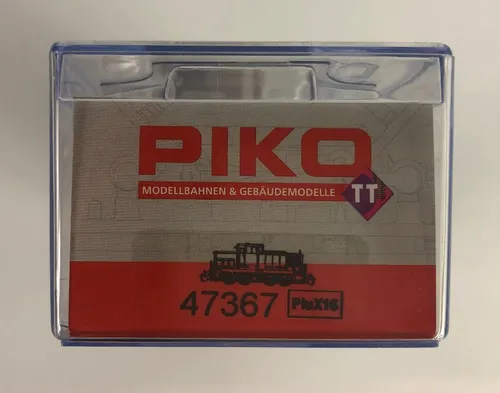 PIKO
MODELLBAHNEN & GEBÄUDEMODELLE
TT
47367 PluX16